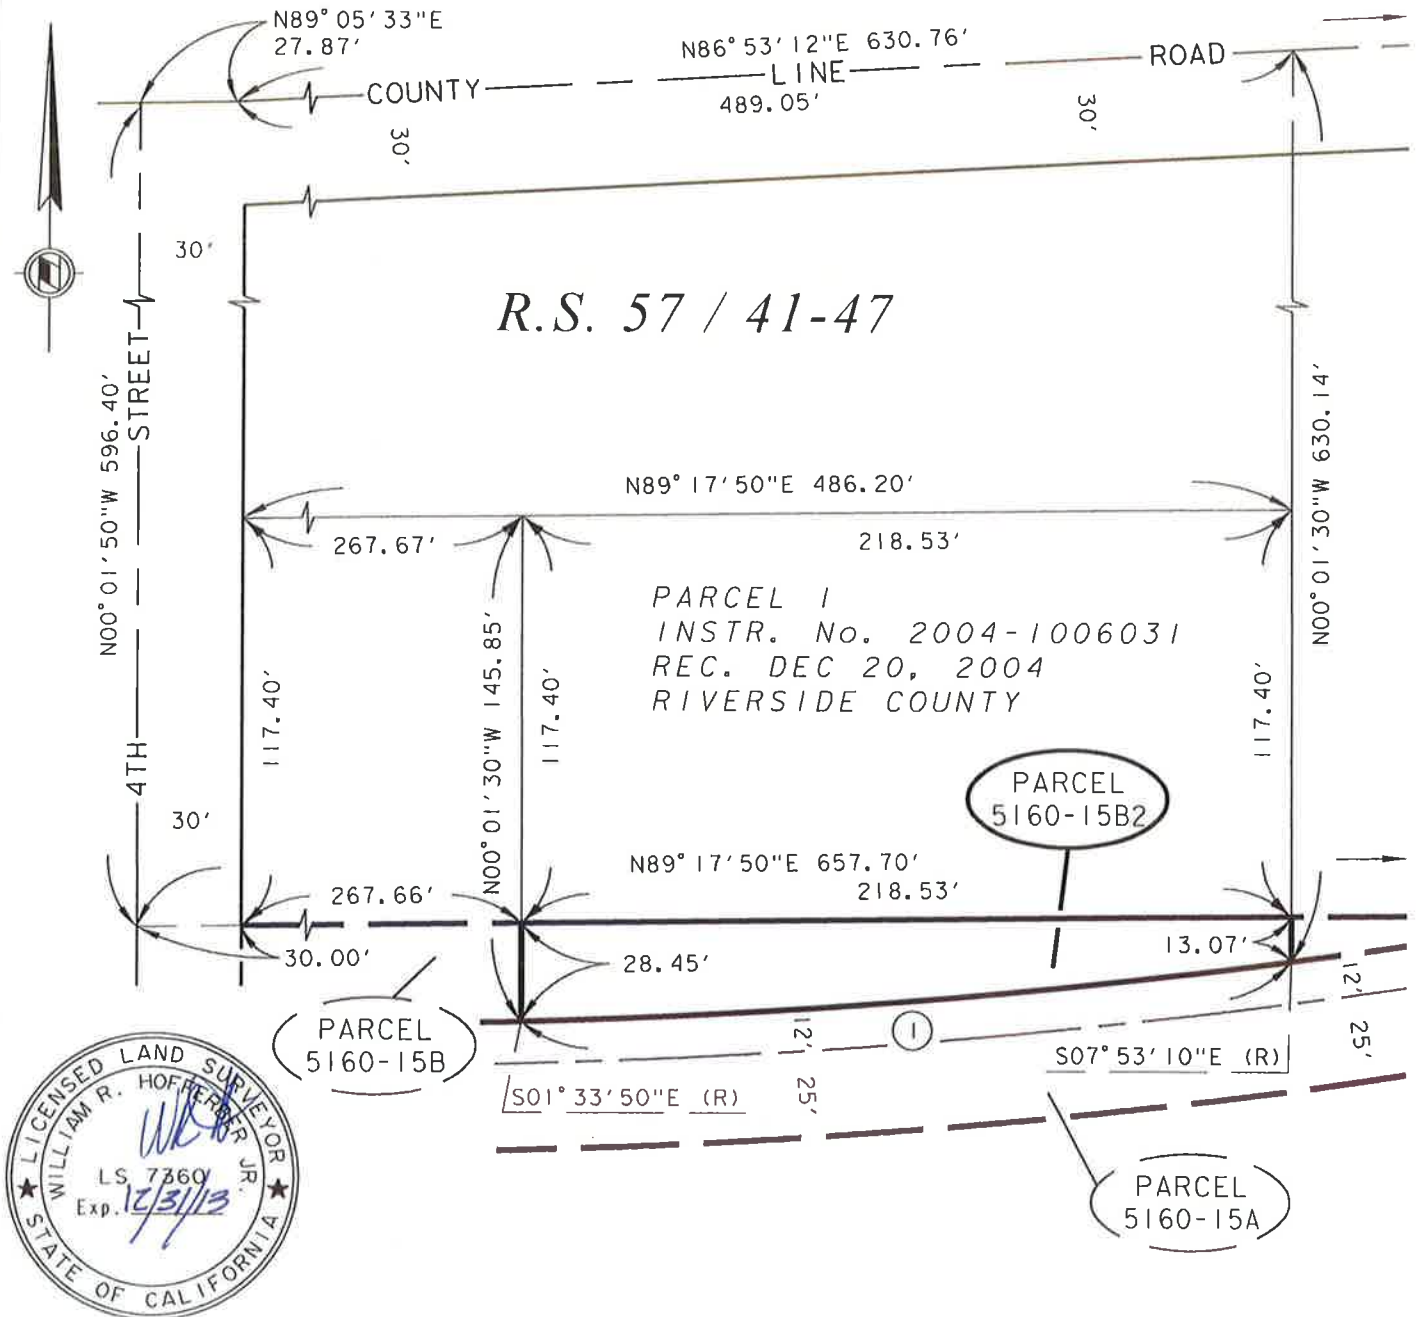 N89°05'33"E
27.87'
N86°53'12"E 630.76'
COUNTY LINE ROAD
489.05'
30'
30'
30'
R.S. 57 / 41-47
N00°01'50"W 596.40'
4TH STREET
N00°01'30"W 630.14'
N89°17'50"E 486.20'
267.67'
218.53'
PARCEL 1
INSTR. No. 2004-1006031
REC. DEC 20, 2004
RIVERSIDE COUNTY
N00°01'30"W 145.85'
117.40'
117.40'
117.40'
PARCEL
5160-15B2
30'
N89°17'50"E 657.70'
267.66'
218.53'
30.00'
28.45'
13.07'
PARCEL
5160-15B
12'
25'
1
12'
25'
S01°33'50"E (R)
S07°53'10"E (R)
PARCEL
5160-15A
LICENSED LAND SURVEYOR
WILLIAM R. HOFFERBER JR.
LS 7360
Exp. 12/31/13
STATE OF CALIFORNIA